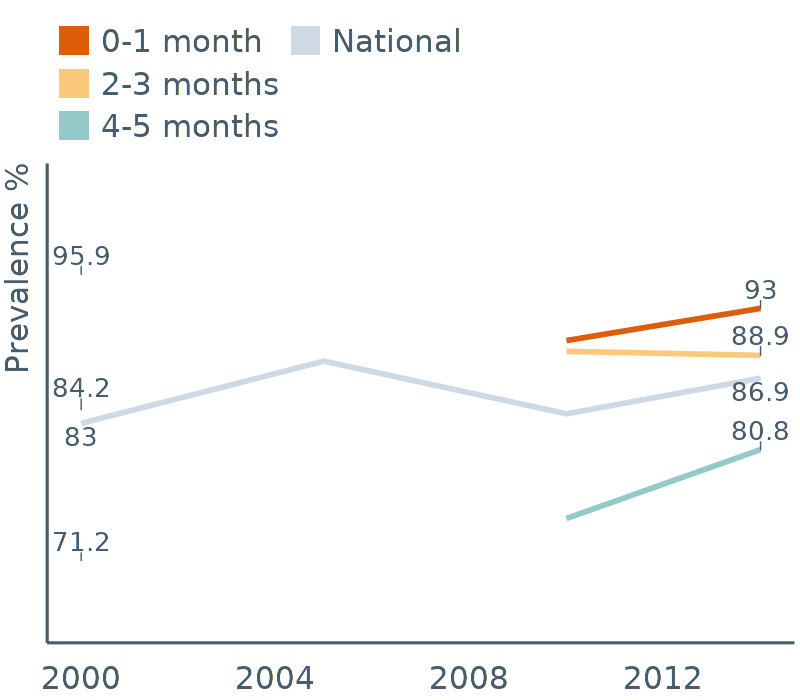 0-1 month National
2-3 months
4-5 months
Prevalence %
95.9
93
88.9
84.2
86.9
83
80.8
71.2
2000 2004 2008 2012